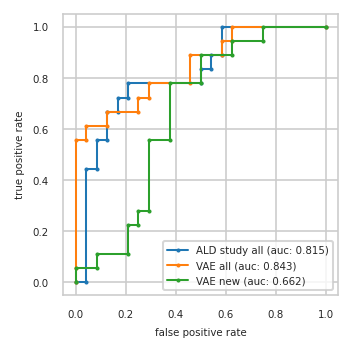 1.0
0.8
0.6
0.4
0.2
0.0
true positive rate
ALD study all (auc: 0.815)
VAE all (auc: 0.843)
VAE new (auc: 0.662)
0.0 0.2 0.4 0.6 0.8 1.0
false positive rate